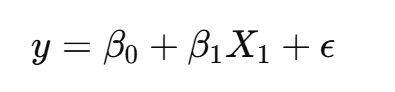 y = β₀ + β₁X₁ + ϵ